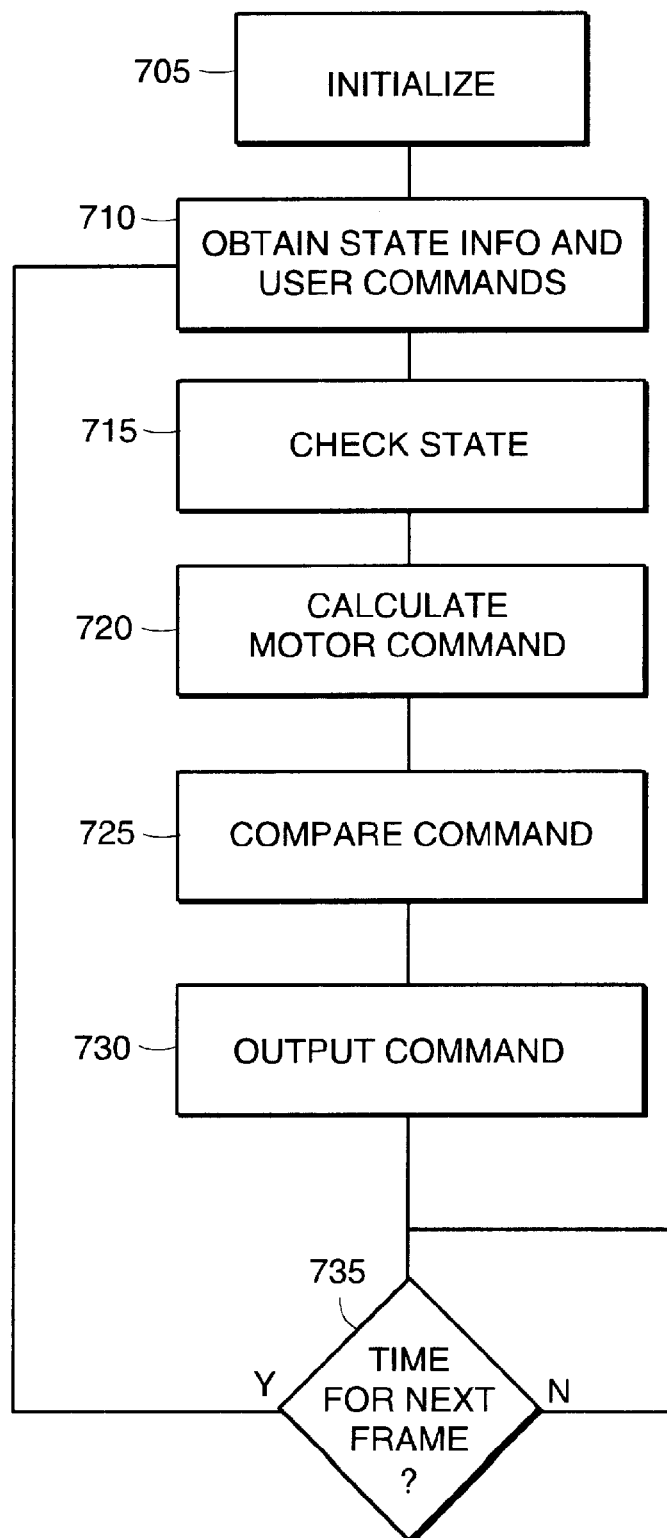 705
INITIALIZE
710
OBTAIN STATE INFO AND
USER COMMANDS
715
CHECK STATE
720
CALCULATE
MOTOR COMMAND
725
COMPARE COMMAND
730
OUTPUT COMMAND
735
TIME
FOR NEXT
FRAME
?
Y
N